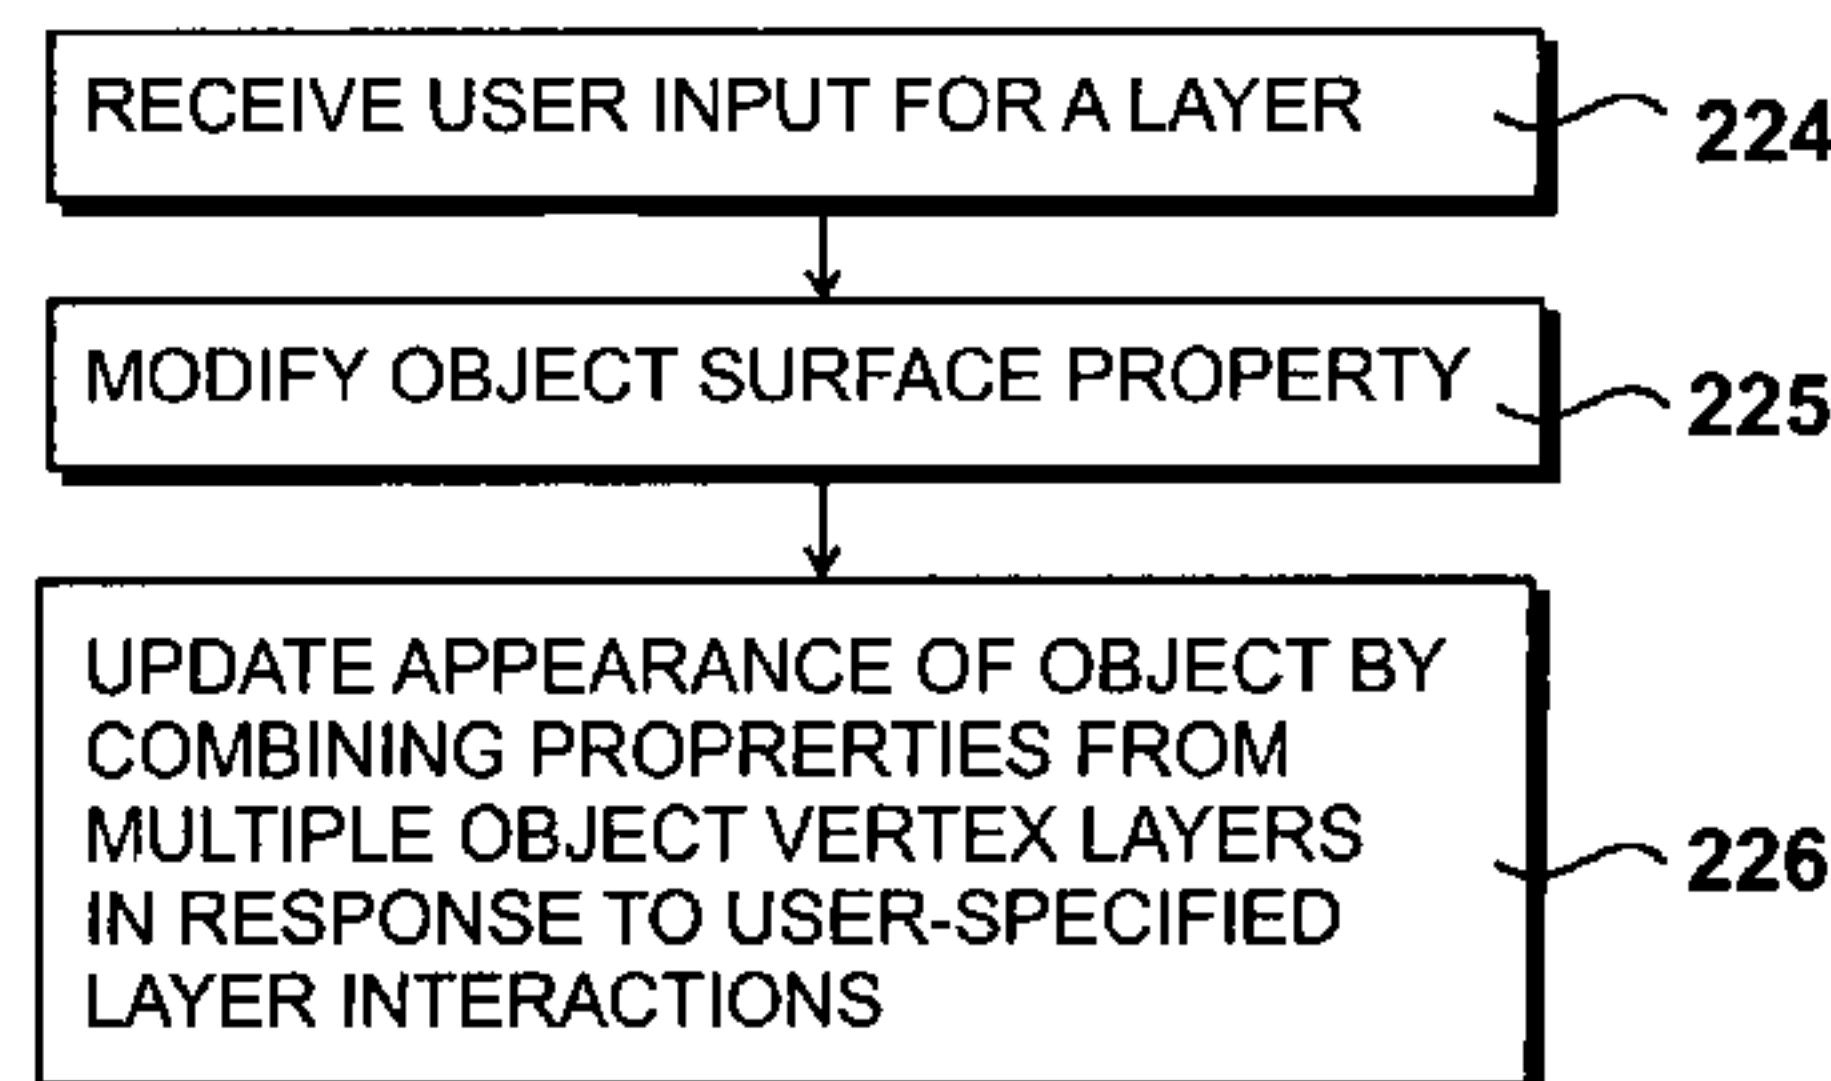 RECEIVE USER INPUT FOR A LAYER
224
MODIFY OBJECT SURFACE PROPERTY
225
UPDATE APPEARANCE OF OBJECT BY
COMBINING PROPRERTIES FROM
MULTIPLE OBJECT VERTEX LAYERS
IN RESPONSE TO USER-SPECIFIED
LAYER INTERACTIONS
226